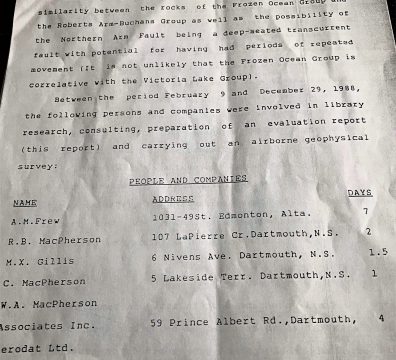 similarity between the rocks of the Frozen Ocean Group and
the Roberts Arm-Buchans Group as well as the possibility of
the Northern Arm Fault being a deep-seated transcurrent
fault with potential for having had periods of repeated
movement (It is not unlikely that the Frozen Ocean Group is
correlative with the Victoria Lake Group).
Between the period February 9 and December 29, 1988,
the following persons and companies were involved in library
research, consulting, preparation of an evaluation report
(this report) and carrying out an airborne geophysical
survey:
PEOPLE AND COMPANIES
NAME ADDRESS DAYS
A.M.Frew 1031-49St. Edmonton, Alta. 7
R.B. MacPherson 107 LaPierre Cr.Dartmouth,N.S. 2
M.X. Gillis 6 Nivens Ave. Dartmouth, N.S. 1.5
C. MacPherson 5 Lakeside Terr. Dartmouth,N.S. 1
W.A. MacPherson
Associates Inc. 59 Prince Albert Rd.,Dartmouth, 4
erodat Ltd.